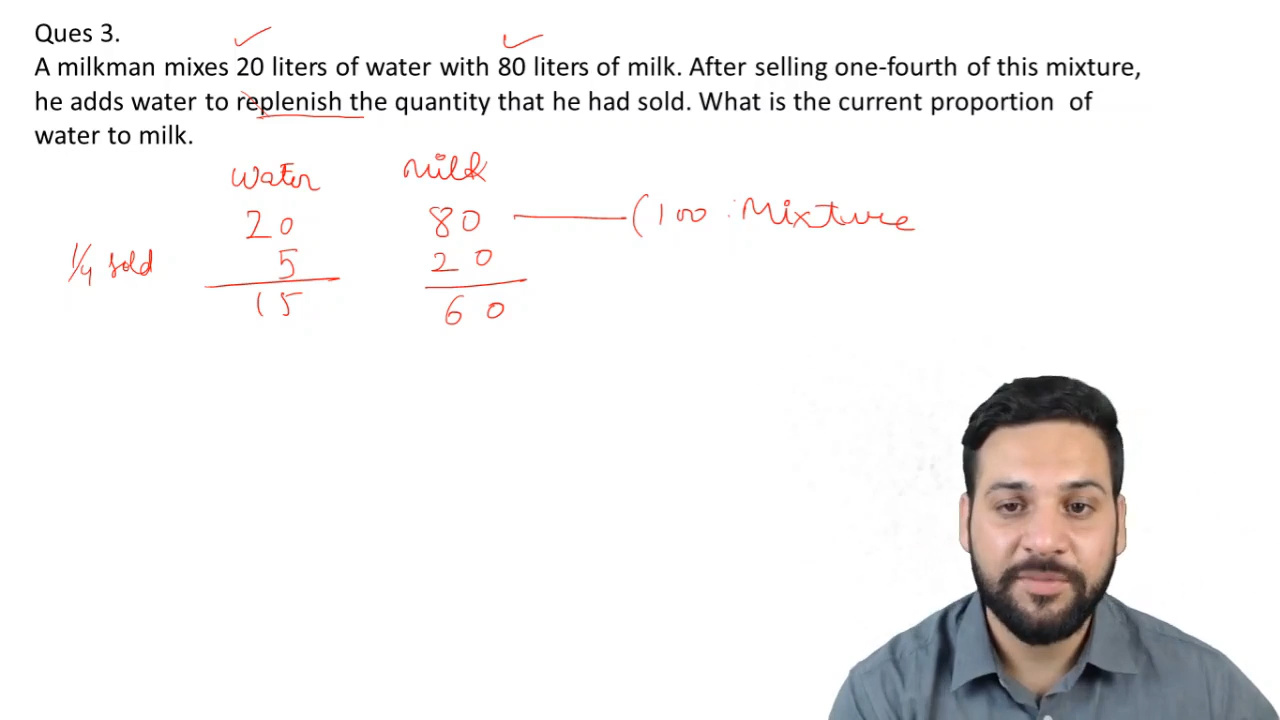 Ques 3.
A milkman mixes 20 liters of water with 80 liters of milk. After selling one-fourth of this mixture,
he adds water to replenish the quantity that he had sold. What is the current proportion of
water to milk.
Water Milk
20 80 (100 : Mixture
1/4 sold 5 20
15 60